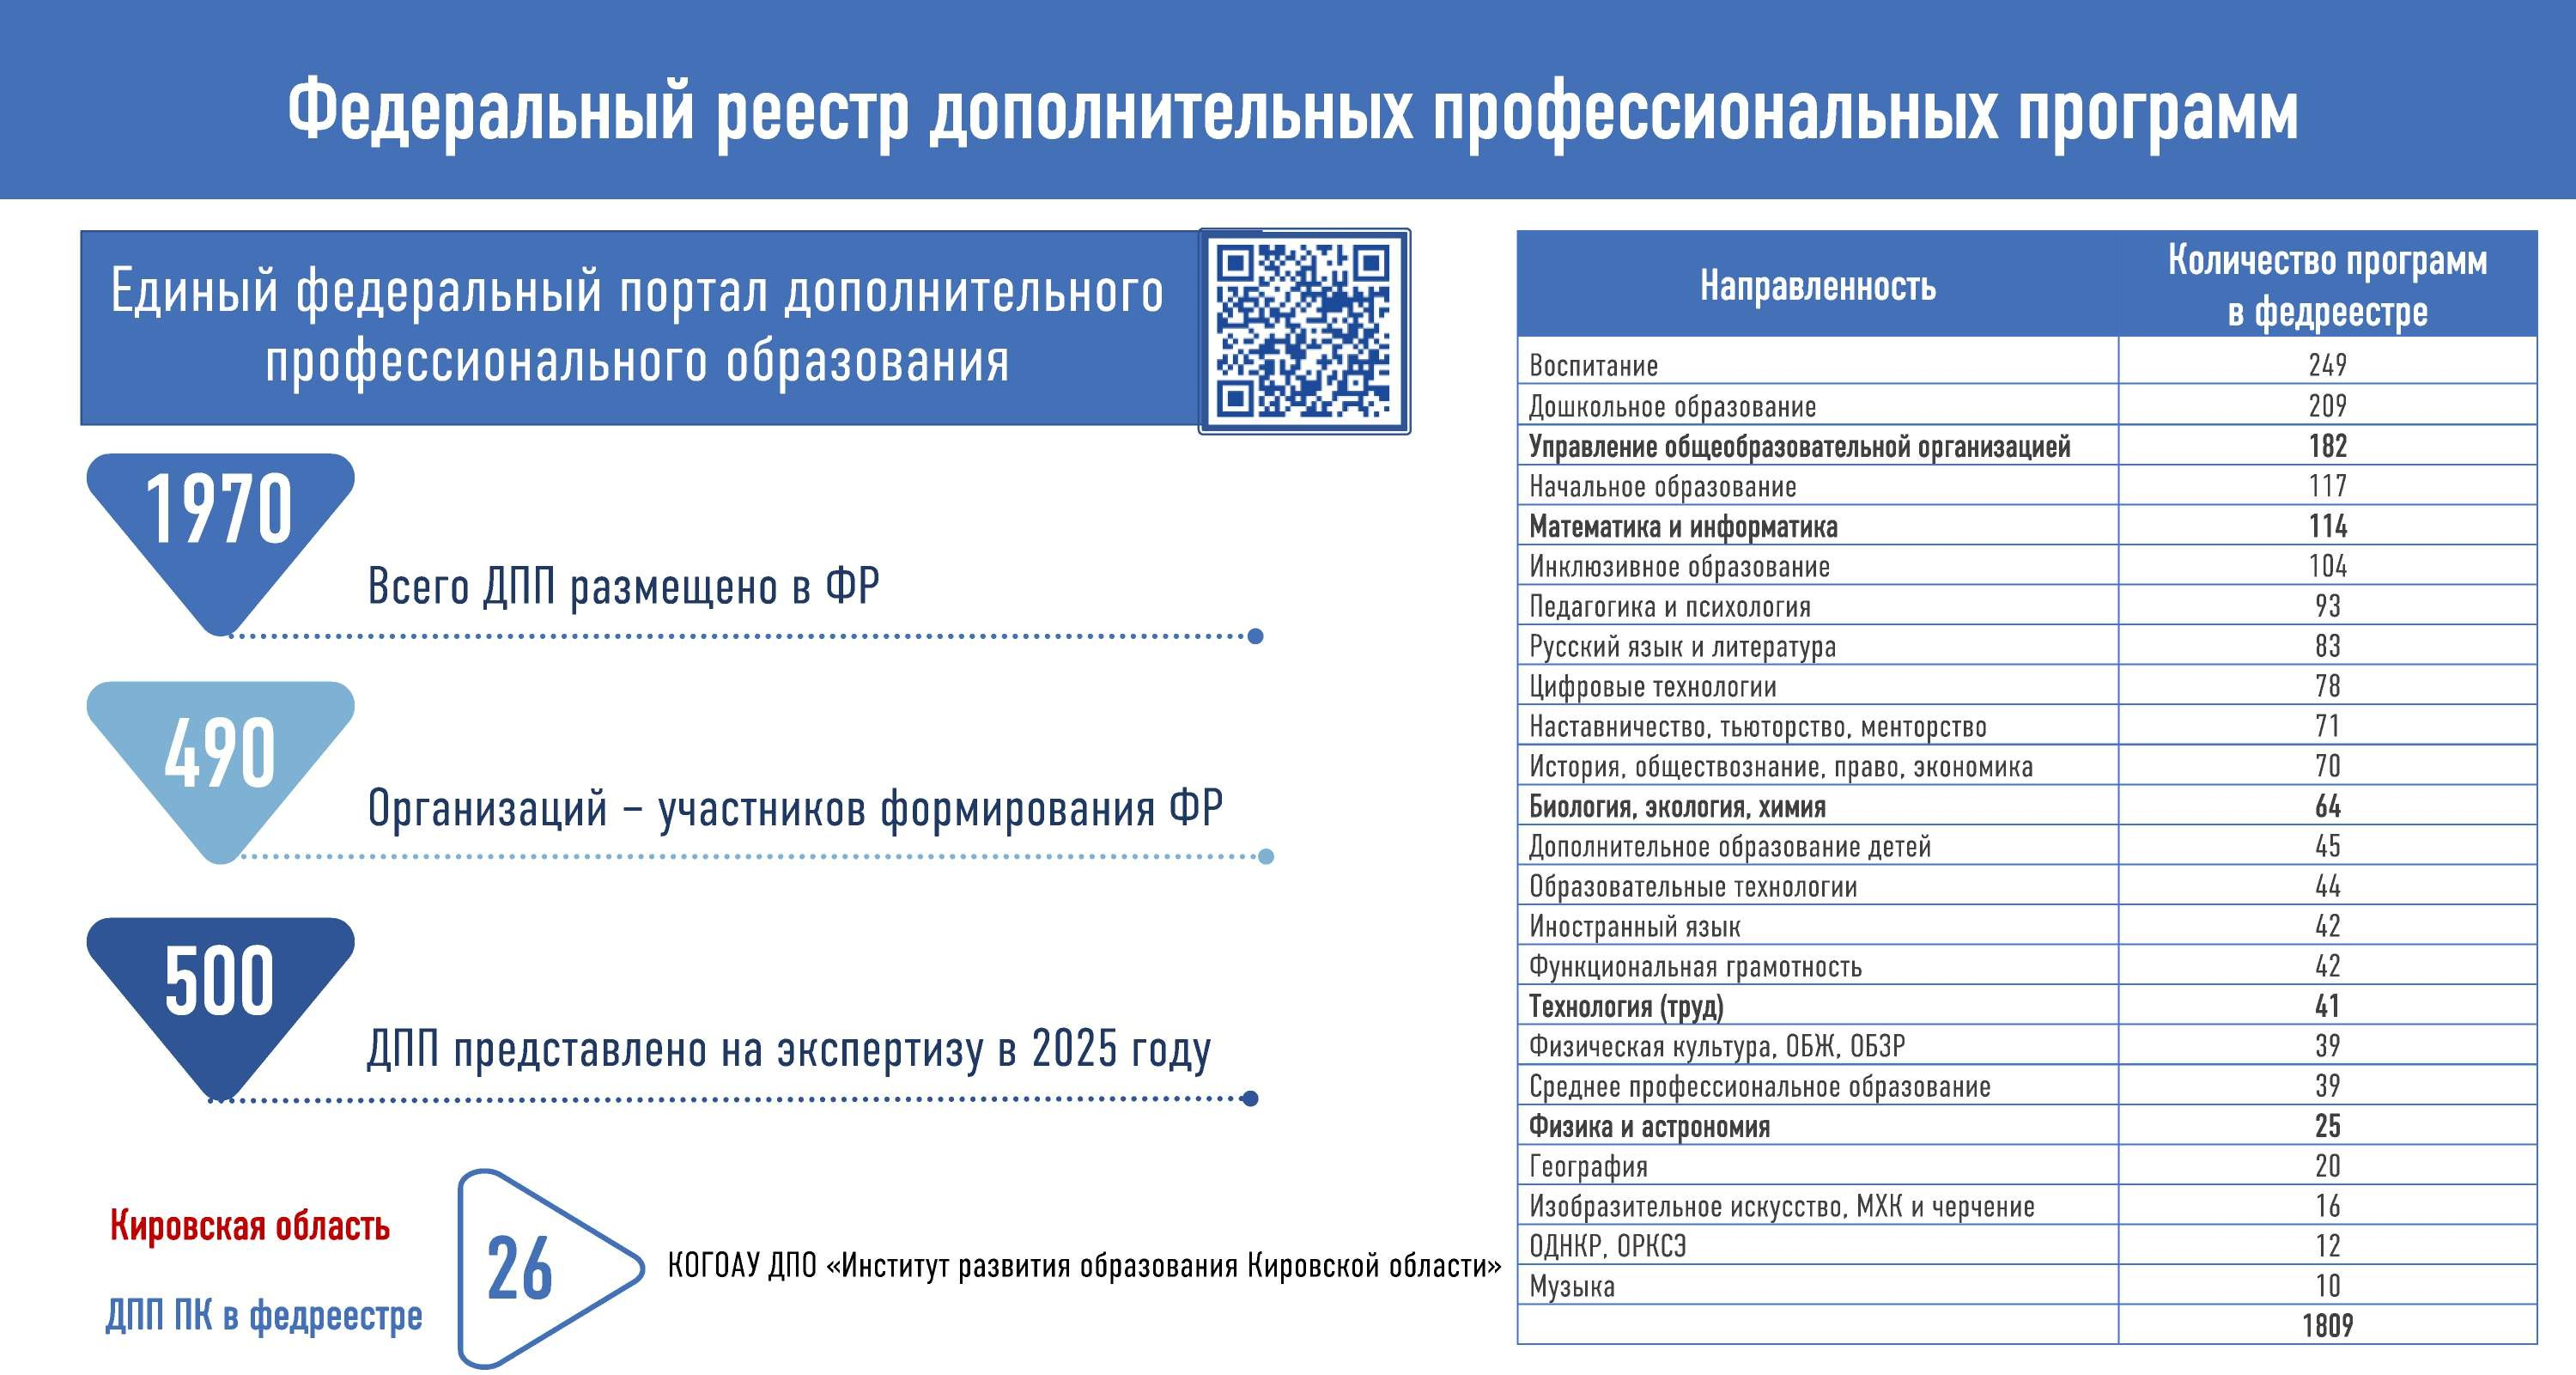 Федеральный реестр дополнительных профессиональных программ
Единый федеральный портал дополнительного
профессионального образования
1970
Всего ДПП размещено в ФР
490
Организаций – участников формирования ФР
500
ДПП представлено на экспертизу в 2025 году
Кировская область
ДПП ПК в федреестре
26
КОГОАУ ДПО «Институт развития образования Кировской области»
Направленность Количество программ
в федреестре
Воспитание 249
Дошкольное образование 209
Управление общеобразовательной организацией 182
Начальное образование 117
Математика и информатика 114
Инклюзивное образование 104
Педагогика и психология 93
Русский язык и литература 83
Цифровые технологии 78
Наставничество, тьюторство, менторство 71
История, обществознание, право, экономика 70
Биология, экология, химия 64
Дополнительное образование детей 45
Образовательные технологии 44
Иностранный язык 42
Функциональная грамотность 42
Технология (труд) 41
Физическая культура, ОБЖ, ОБЗР 39
Среднее профессиональное образование 39
Физика и астрономия 25
География 20
Изобразительное искусство, МХК и черчение 16
ОДНКР, ОРКСЭ 12
Музыка 10
1809